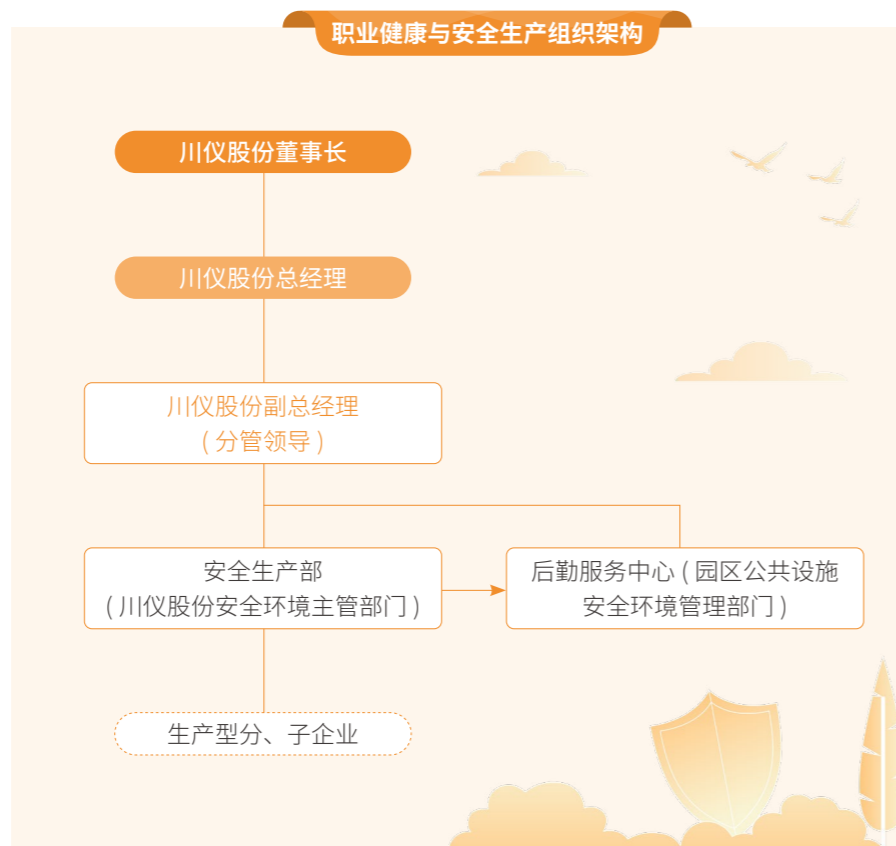 职业健康与安全生产组织架构
川仪股份董事长
川仪股份总经理
川仪股份副总经理
( 分管领导 )
安全生产部
( 川仪股份安全环境主管部门 )
后勤服务中心 ( 园区公共设施
安全环境管理部门 )
生产型分、子企业